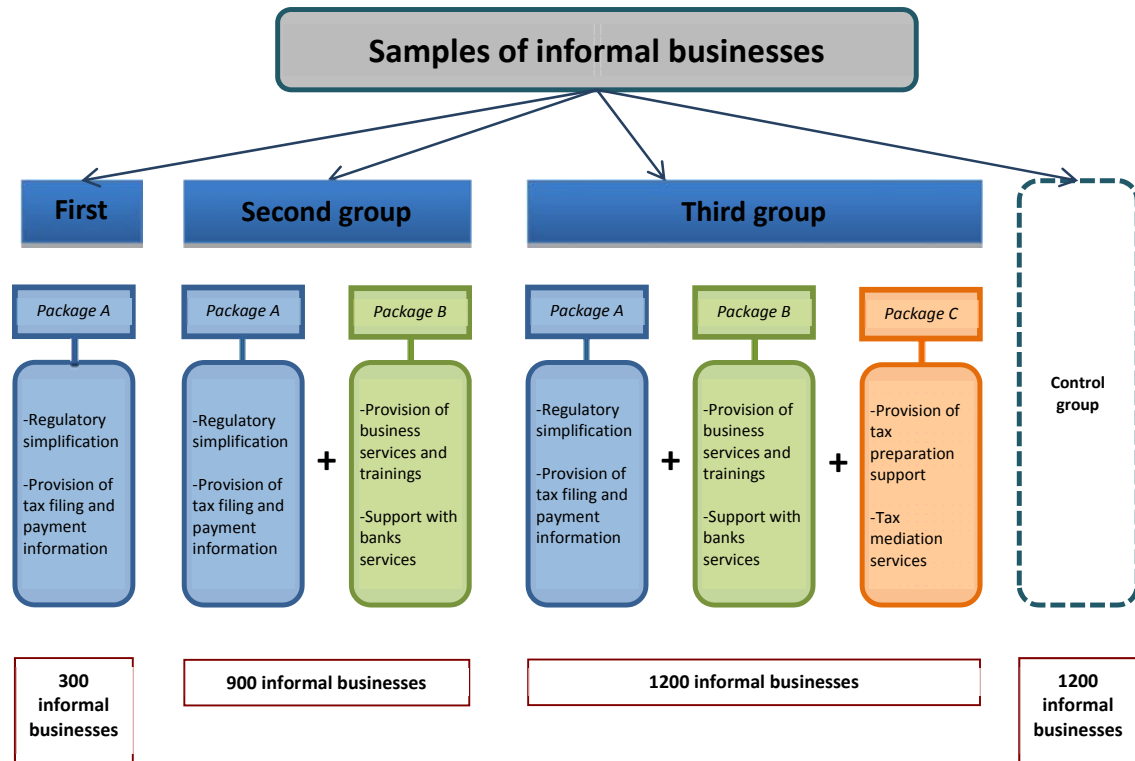 Samples of informal businesses
First
Second group
Third group
Package A
Package A
Package B
Package A
Package B
Package C
-Regulatory
simplification
-Provision of
tax filing and
payment
information
-Regulatory
simplification
-Provision of
tax filing and
payment
information
+
-Provision of
business
services and
trainings
-Support with
banks
services
-Regulatory
simplification
-Provision of
tax filing and
payment
information
+
-Provision of
business
services and
trainings
-Support with
banks
services
+
-Provision of
tax
preparation
support
-Tax
mediation
services
Control
group
300
informal
businesses
900 informal businesses
1200 informal businesses
1200
informal
businesses